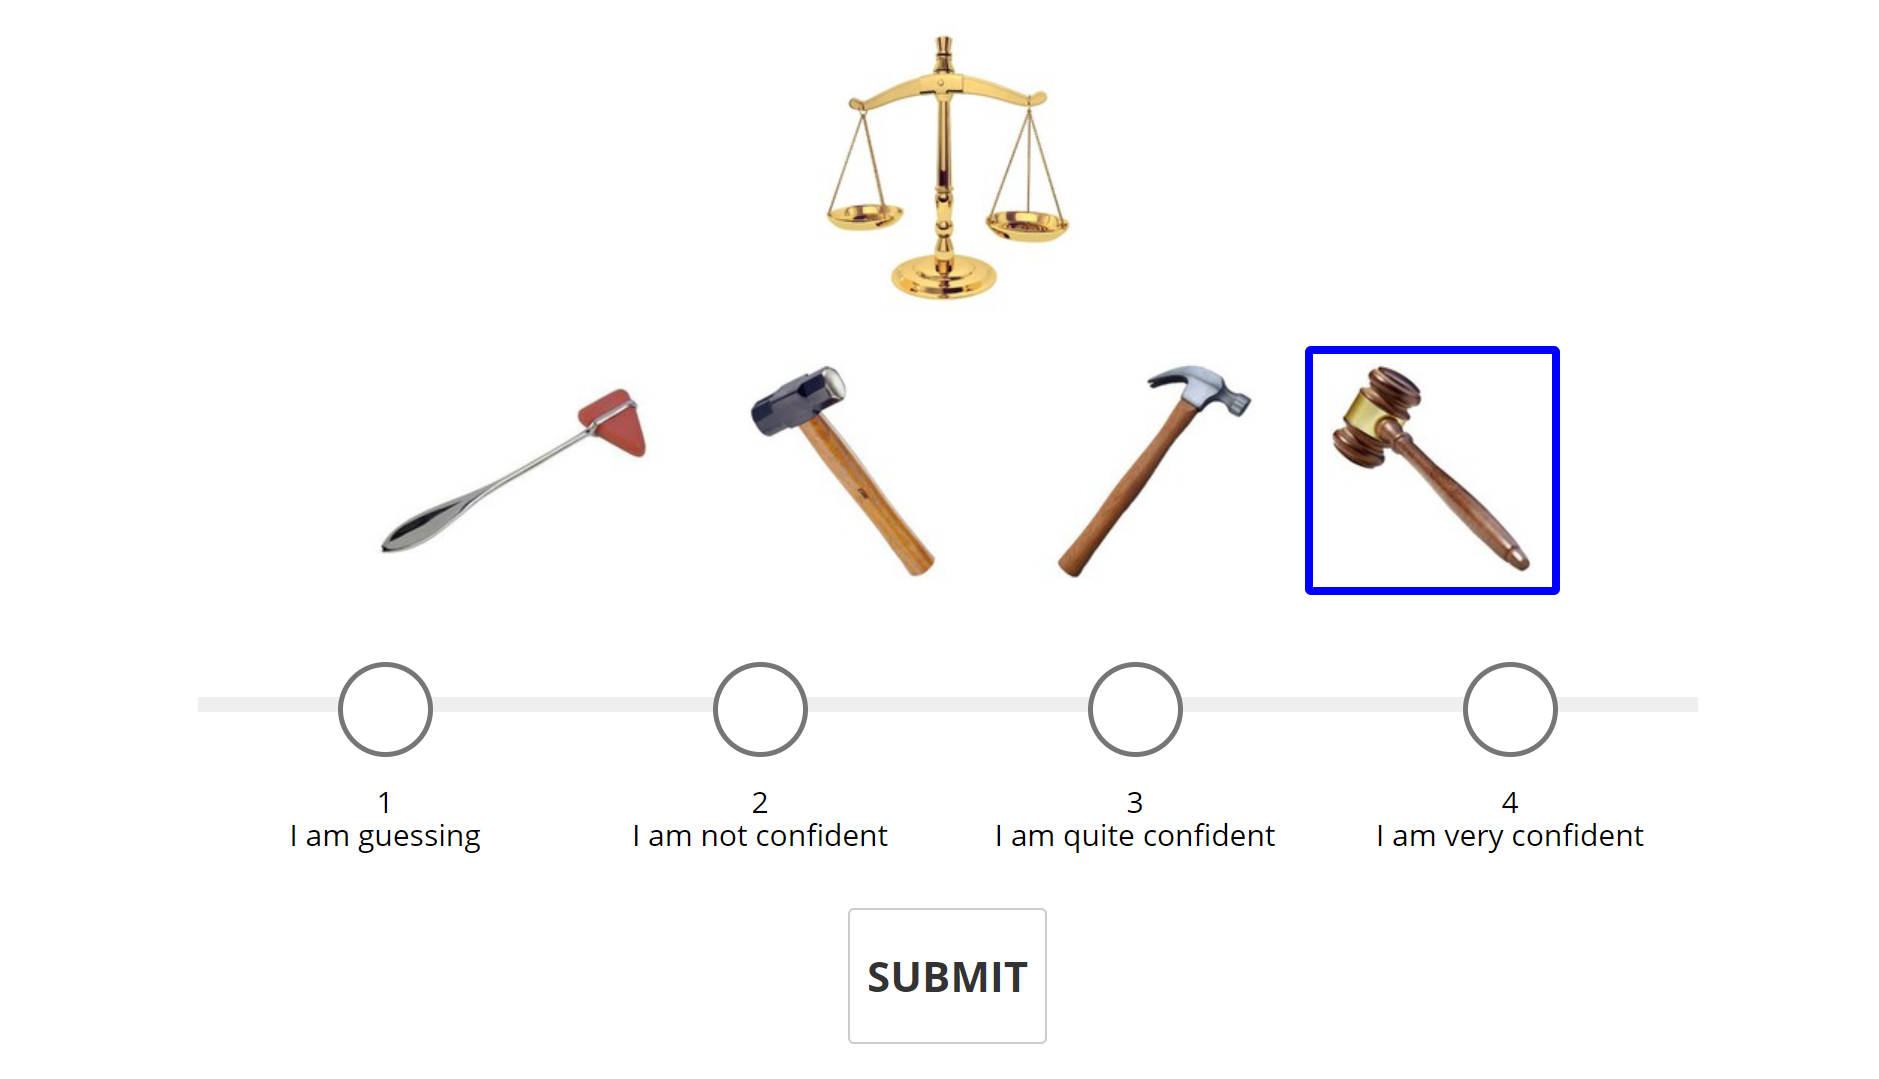 1
I am guessing
2
I am not confident
3
I am quite confident
4
I am very confident
SUBMIT